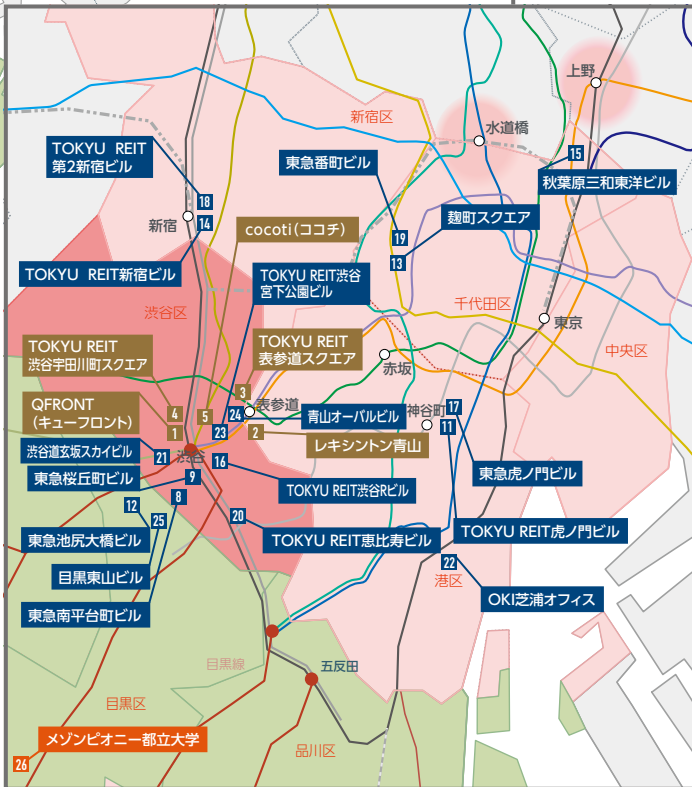 上野
新宿区
水道橋
TOKYU REIT
第2新宿ビル
東急番町ビル
15
秋葉原三和東洋ビル
18
新宿
14
cocoti(ココチ)
麹町スクエア
19
13
TOKYU REIT新宿ビル
TOKYU REIT渋谷
宮下公園ビル
渋谷区
千代田区
東京
中央区
TOKYU REIT
渋谷宇田川町スクエア
TOKYU REIT
表参道スクエア
赤坂
3
表参道
QFRONT
(キューフロント)
4
5
24
青山オーバルビル
神谷町
17
1
23
2
レキシントン青山
11
渋谷道玄坂スカイビル
21
渋谷
16
東急桜丘町ビル
9
TOKYU REIT渋谷Rビル
東急虎ノ門ビル
8
12
25
20
東急池尻大橋ビル
TOKYU REIT恵比寿ビル
TOKYU REIT虎ノ門ビル
目黒東山ビル
22
港区
東急南平台町ビル
OKI芝浦オフィス
目黒線
五反田
目黒区
メゾンピオニー都立大学
品川区
26